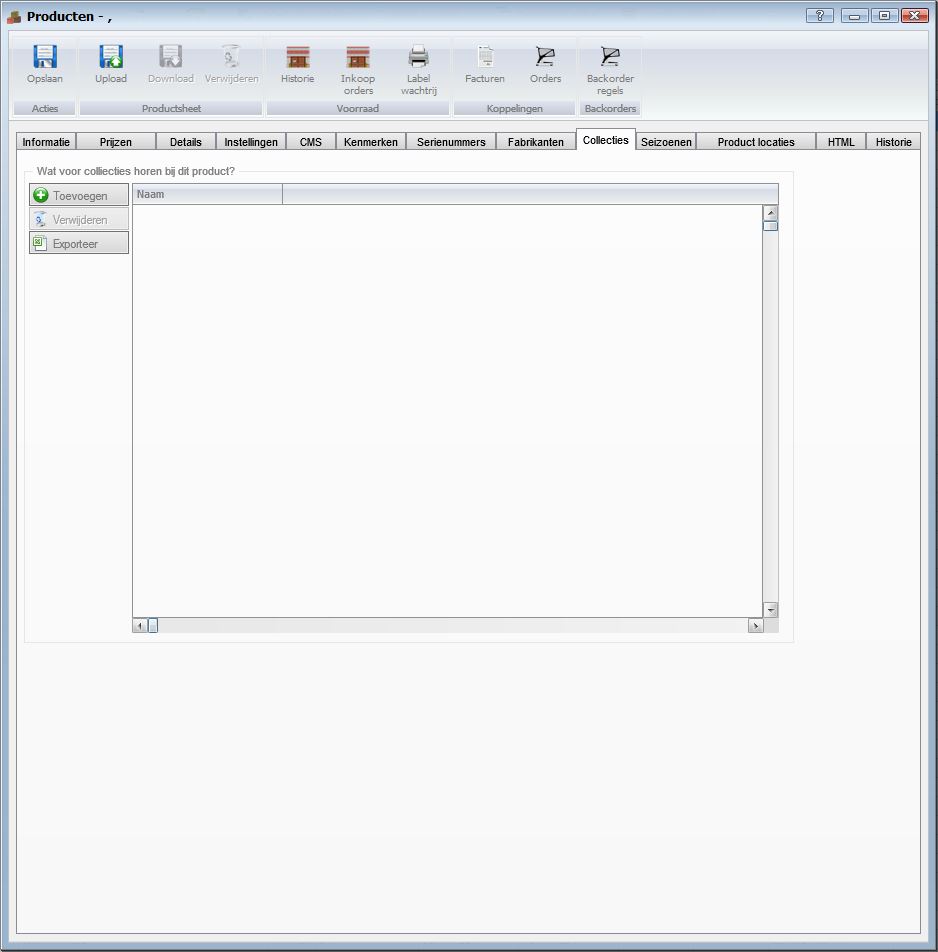 Producten - ,
?
Opslaan
Upload
Download
Verwijderen
Historie
Inkoop
orders
Label
wachtrij
Facturen
Orders
Backorder
regels
Acties
Productsheet
Voorraad
Koppelingen
Backorders
Informatie
Prijzen
Details
Instellingen
CMS
Kenmerken
Serienummers
Fabrikanten
Collecties
Seizoenen
Product locaties
HTML
Historie
Wat voor colliecties horen bij dit product?
Toevoegen
Verwijderen
Exporteer
Naam